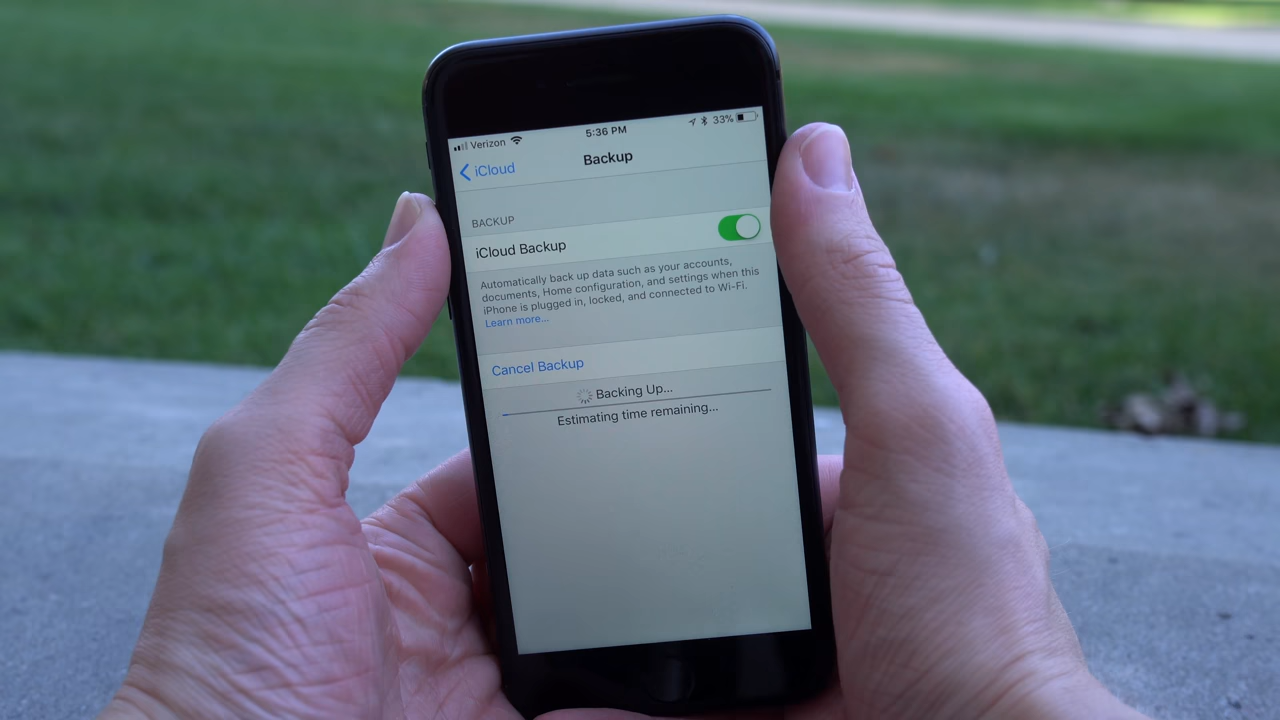 Verizon 5:36 PM 33%
iCloud Backup
BACKUP
iCloud Backup
Automatically back up data such as your accounts,
documents, Home configuration, and settings when this
iPhone is plugged in, locked, and connected to Wi-Fi.
Learn more...
Cancel Backup
Backing Up...
Estimating time remaining...